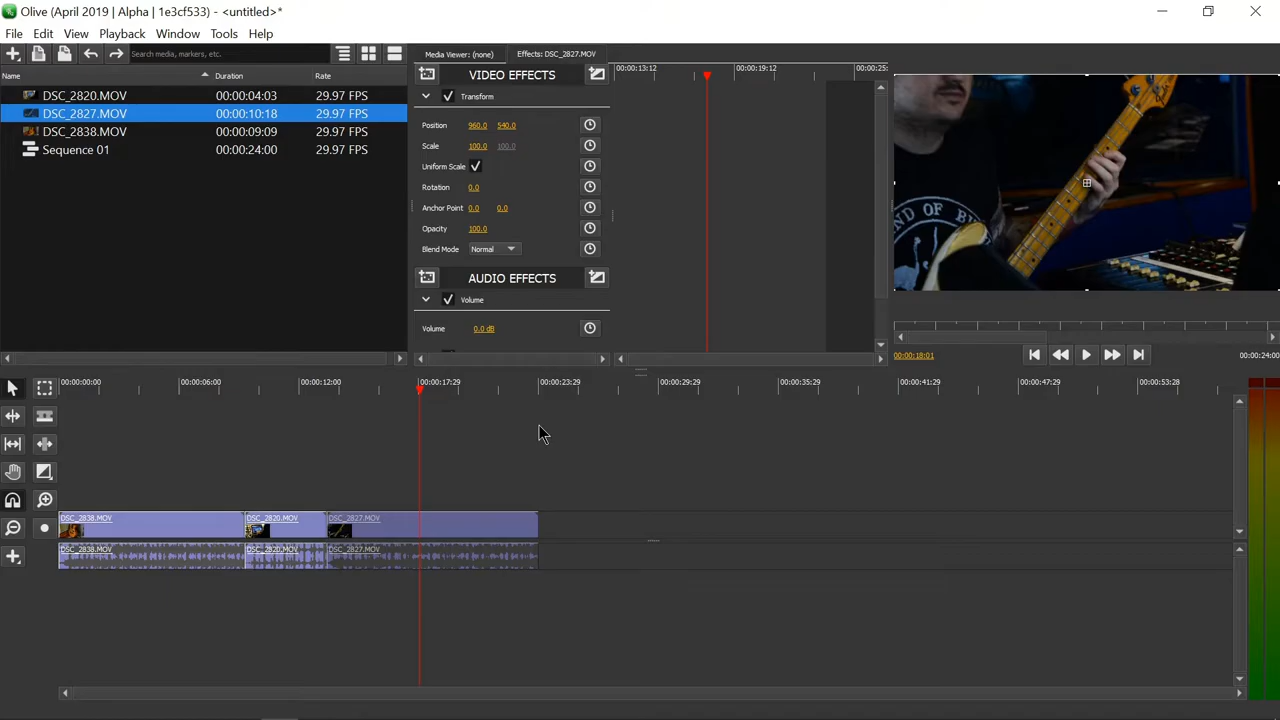 Olive (April 2019 | Alpha | 1e3cf533) - <untitled>*
File Edit View Playback Window Tools Help
Search media, markers, etc.
Name Duration Rate
DSC_2820.MOV 00:00:04:03 29.97 FPS
DSC_2827.MOV 00:00:10:18 29.97 FPS
DSC_2838.MOV 00:00:09:09 29.97 FPS
Sequence 01 00:00:24:00 29.97 FPS
Media Viewer: (none) Effects: DSC_2827.MOV
VIDEO EFFECTS
Transform
Position 960.0 540.0
Scale 100.0 100.0
Uniform Scale
Rotation 0.0
Anchor Point 0.0 0.0
Opacity 100.0
Blend Mode Normal
AUDIO EFFECTS
Volume
Volume 0.0 dB
00:00:13:12 00:00:19:12 00:00:25:
00:00:18:01 00:00:24:00
00:00:00:00 00:00:06:00 00:00:12:00 00:00:17:29 00:00:23:29 00:00:29:29 00:00:35:29 00:00:41:29 00:00:47:29 00:00:53:28
DSC_2838.MOV DSC_2820.MOV DSC_2827.MOV
DSC_2838.MOV DSC_2820.MOV DSC_2827.MOV